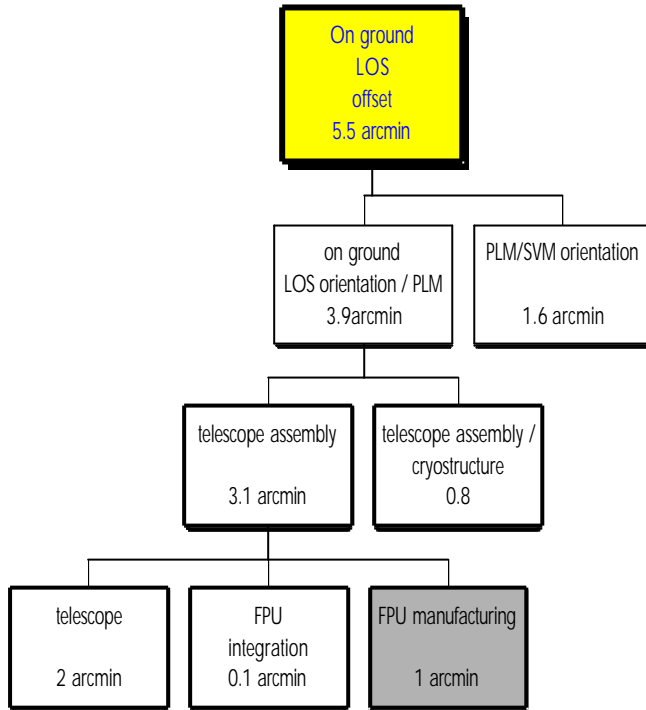 On ground
LOS
offset
5.5 arcmin
on ground
LOS orientation / PLM
3.9arcmin
PLM/SVM orientation
1.6 arcmin
telescope assembly
3.1 arcmin
telescope assembly /
cryostructure
0.8
telescope
2 arcmin
FPU
integration
0.1 arcmin
FPU manufacturing
1 arcmin